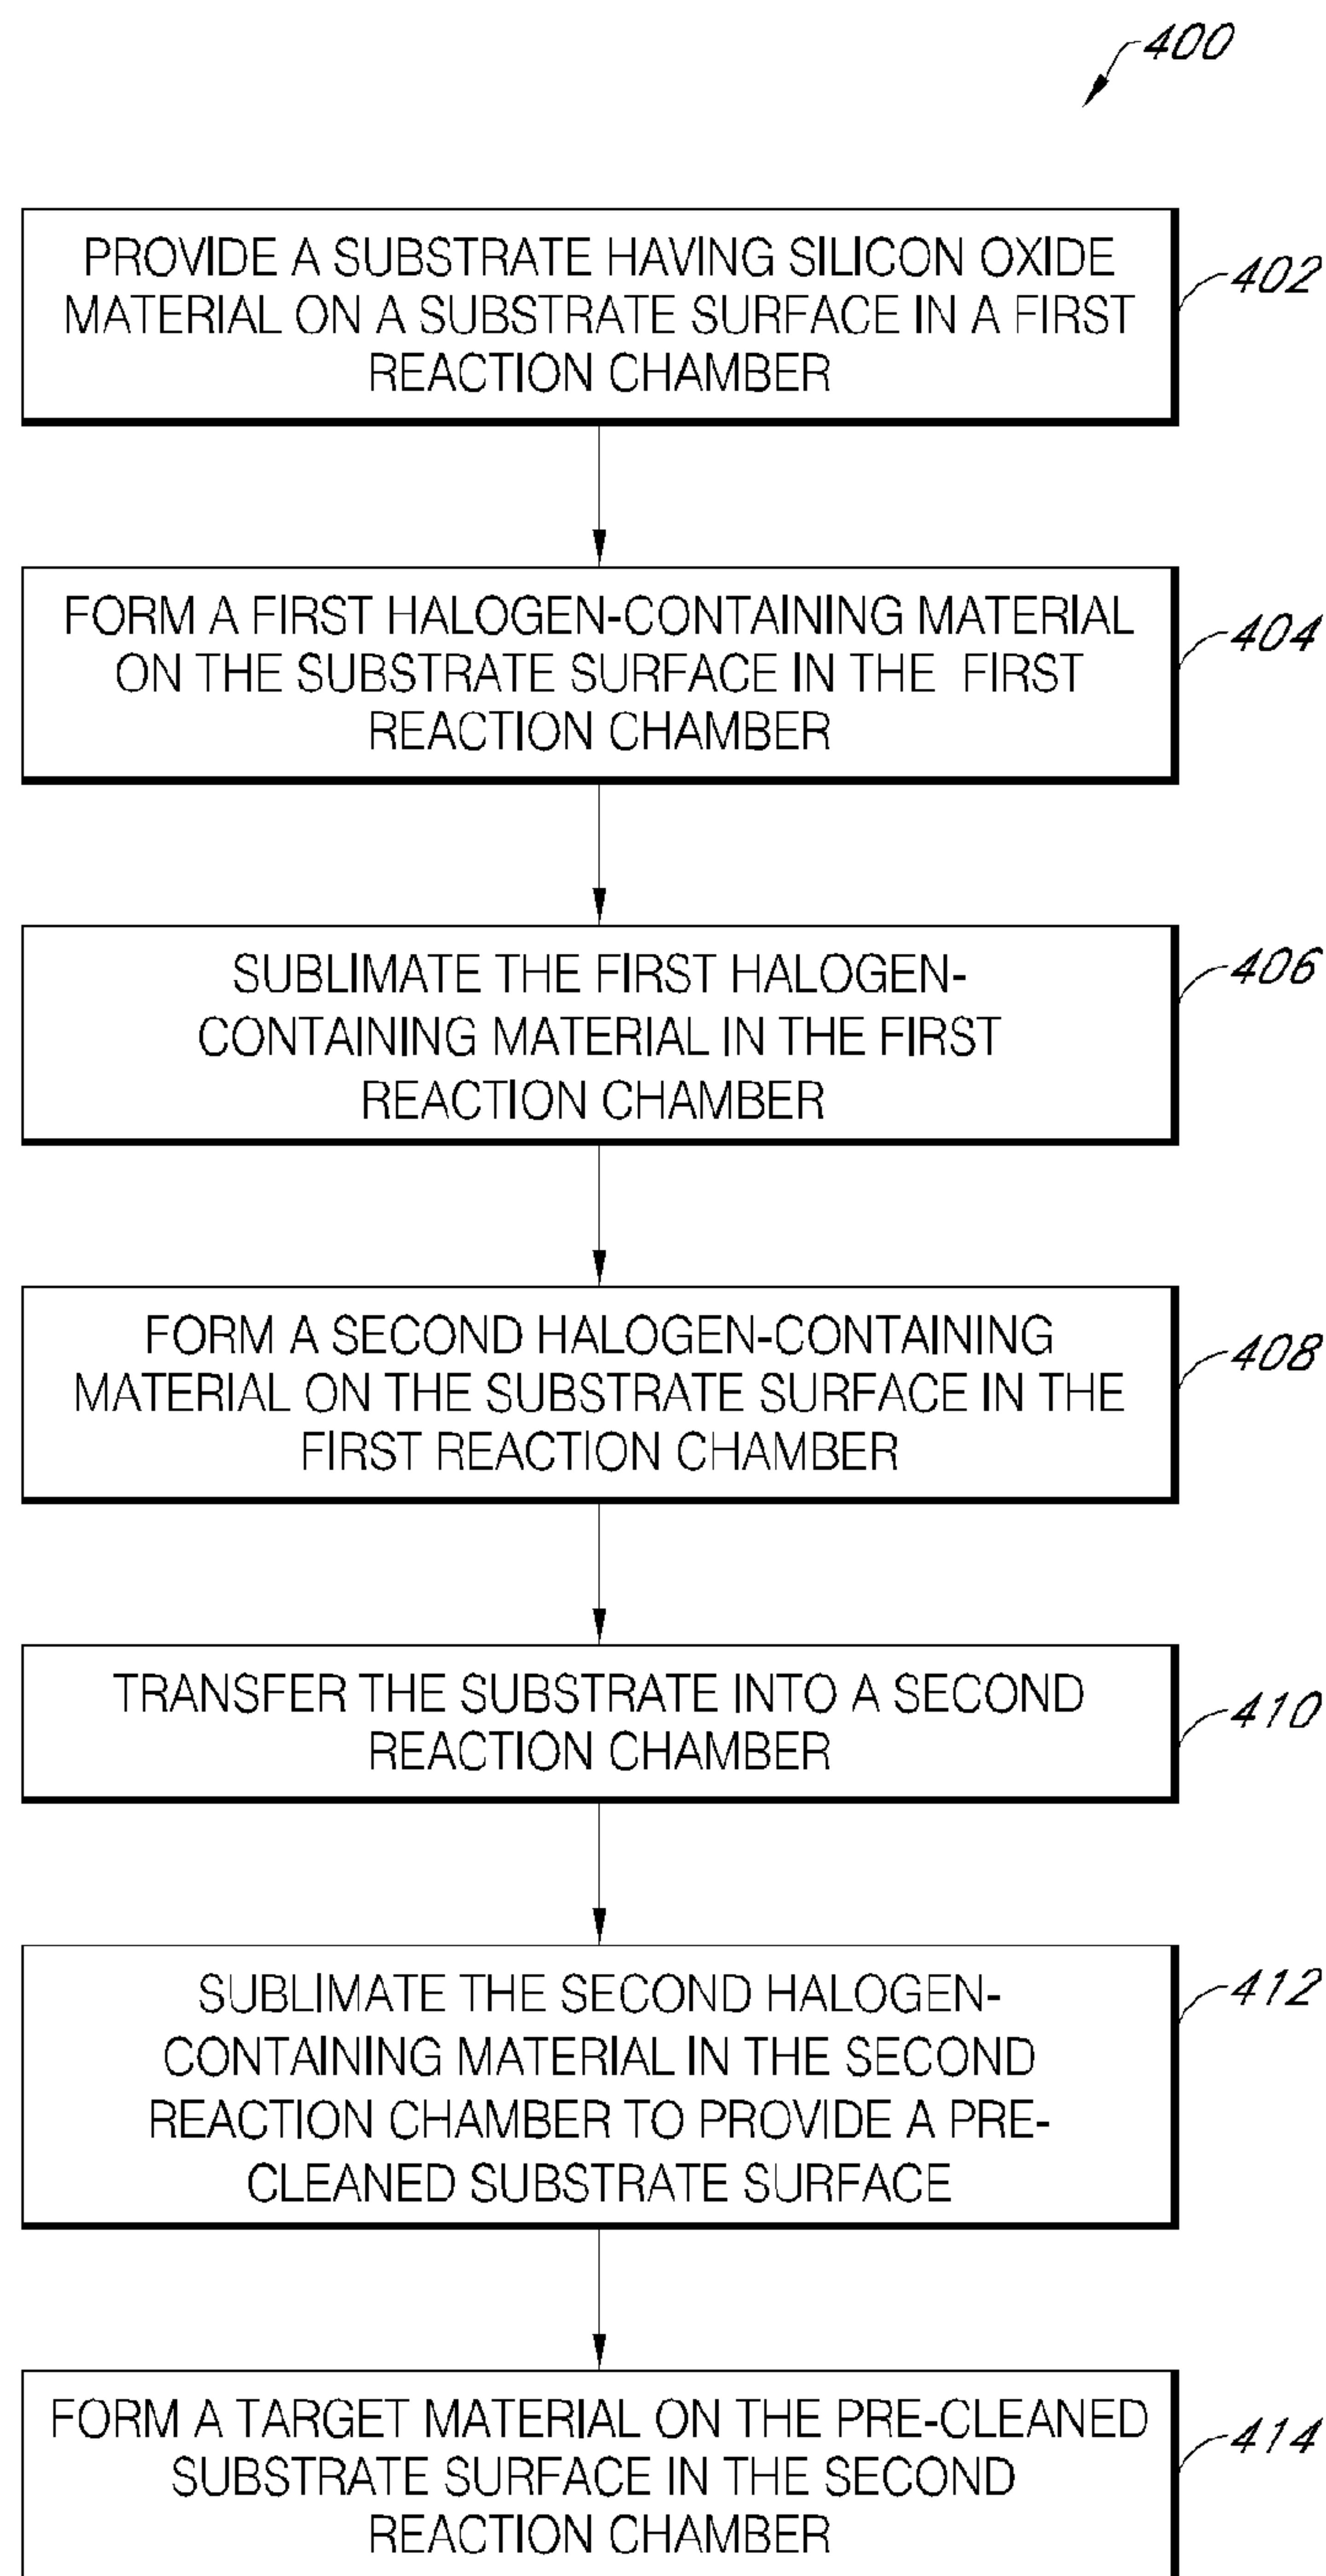 400
PROVIDE A SUBSTRATE HAVING SILICON OXIDE
MATERIAL ON A SUBSTRATE SURFACE IN A FIRST
REACTION CHAMBER
402
FORM A FIRST HALOGEN-CONTAINING MATERIAL
ON THE SUBSTRATE SURFACE IN THE FIRST
REACTION CHAMBER
404
SUBLIMATE THE FIRST HALOGEN-
CONTAINING MATERIAL IN THE FIRST
REACTION CHAMBER
406
FORM A SECOND HALOGEN-CONTAINING
MATERIAL ON THE SUBSTRATE SURFACE IN THE
FIRST REACTION CHAMBER
408
TRANSFER THE SUBSTRATE INTO A SECOND
REACTION CHAMBER
410
SUBLIMATE THE SECOND HALOGEN-
CONTAINING MATERIAL IN THE SECOND
REACTION CHAMBER TO PROVIDE A PRE-
CLEANED SUBSTRATE SURFACE
412
FORM A TARGET MATERIAL ON THE PRE-CLEANED
SUBSTRATE SURFACE IN THE SECOND
REACTION CHAMBER
414